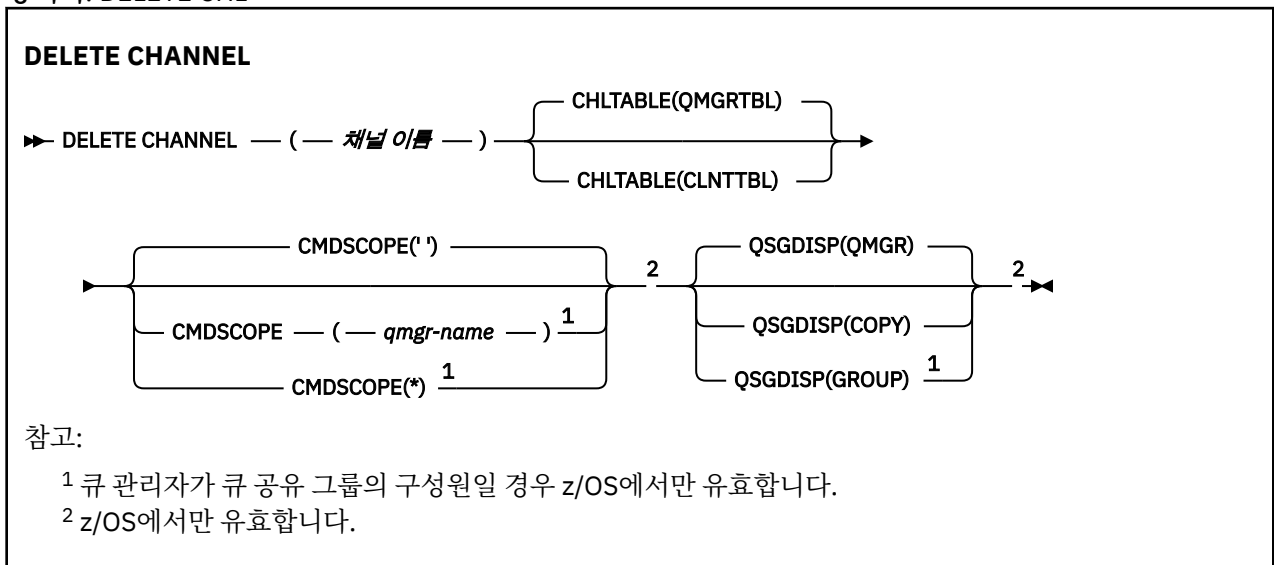 DELETE CHANNEL
CHLTABLE(QMGRTBL)
DELETE CHANNEL ( 채널 이름 )
CHLTABLE(CLNTTBL)
CMDSCOPE(' ') 2 QSGDISP(QMGR) 2
CMDSCOPE ( qmgr-name ) 1 QSGDISP(COPY)
CMDSCOPE(*) 1 QSGDISP(GROUP) 1
참고:
1 큐 관리자가 큐 공유 그룹의 구성원일 경우 z/OS에서만 유효합니다.
2 z/OS에서만 유효합니다.